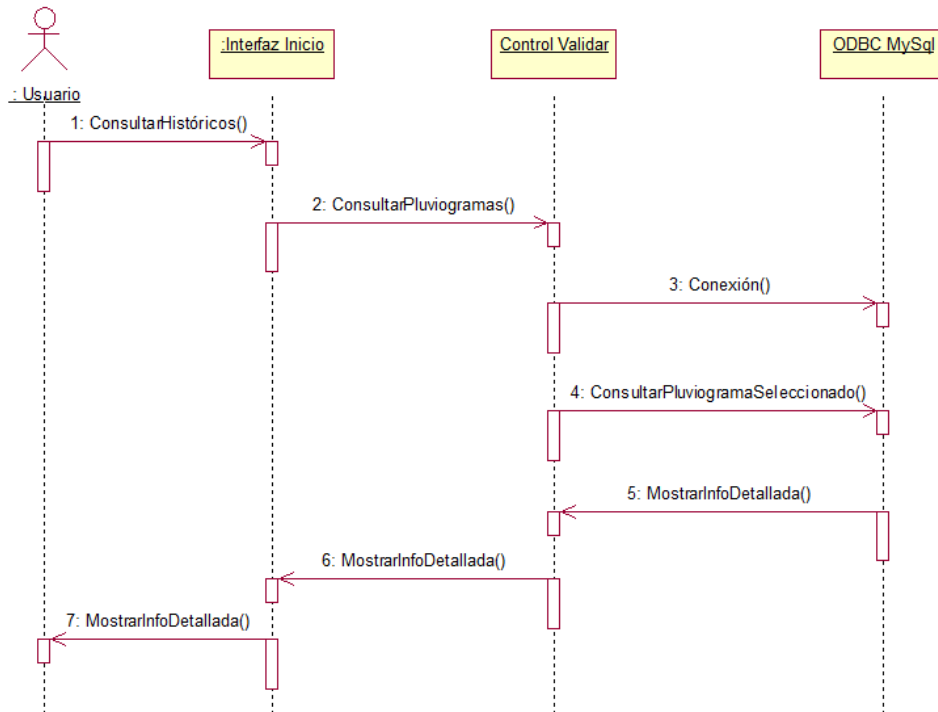 :Interfaz Inicio
Control Validar
ODBC MySql
: Usuario
1: ConsultarHistóricos()
2: ConsultarPluviogramas()
3: Conexión()
4: ConsultarPluviogramaSeleccionado()
5: MostrarInfoDetallada()
6: MostrarInfoDetallada()
7: MostrarInfoDetallada()